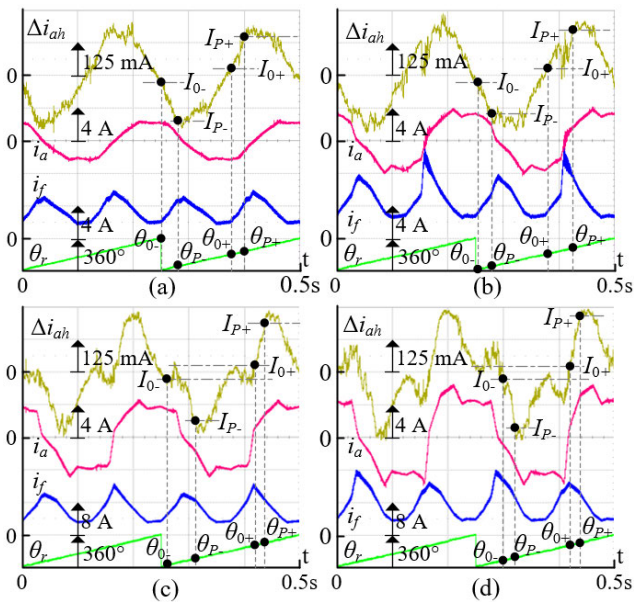 Δi_ah
125 mA
I_P+
I_0-
I_0+
0
I_P-
4 A
0
i_a
i_f
4 A
0
θ_r
360°
θ_0-
θ_P-
θ_0+
θ_P+
0
(a)
t
0.5s
Δi_ah
125 mA
I_P+
I_0-
I_0+
0
I_P-
4 A
0
i_a
i_f
4 A
0
θ_r
360°
θ_0-
θ_P-
θ_0+
θ_P+
0
(b)
t
0.5s
Δi_ah
125 mA
I_P+
I_0-
I_0+
0
I_P-
4 A
0
i_a
i_f
8 A
0
θ_r
360°
θ_0-
θ_P-
θ_0+
θ_P+
0
(c)
t
0.5s
Δi_ah
125 mA
I_P+
I_0-
I_0+
0
I_P-
4 A
0
i_a
i_f
8 A
0
θ_r
360°
θ_0-
θ_P-
θ_0+
θ_P+
0
(d)
t
0.5s